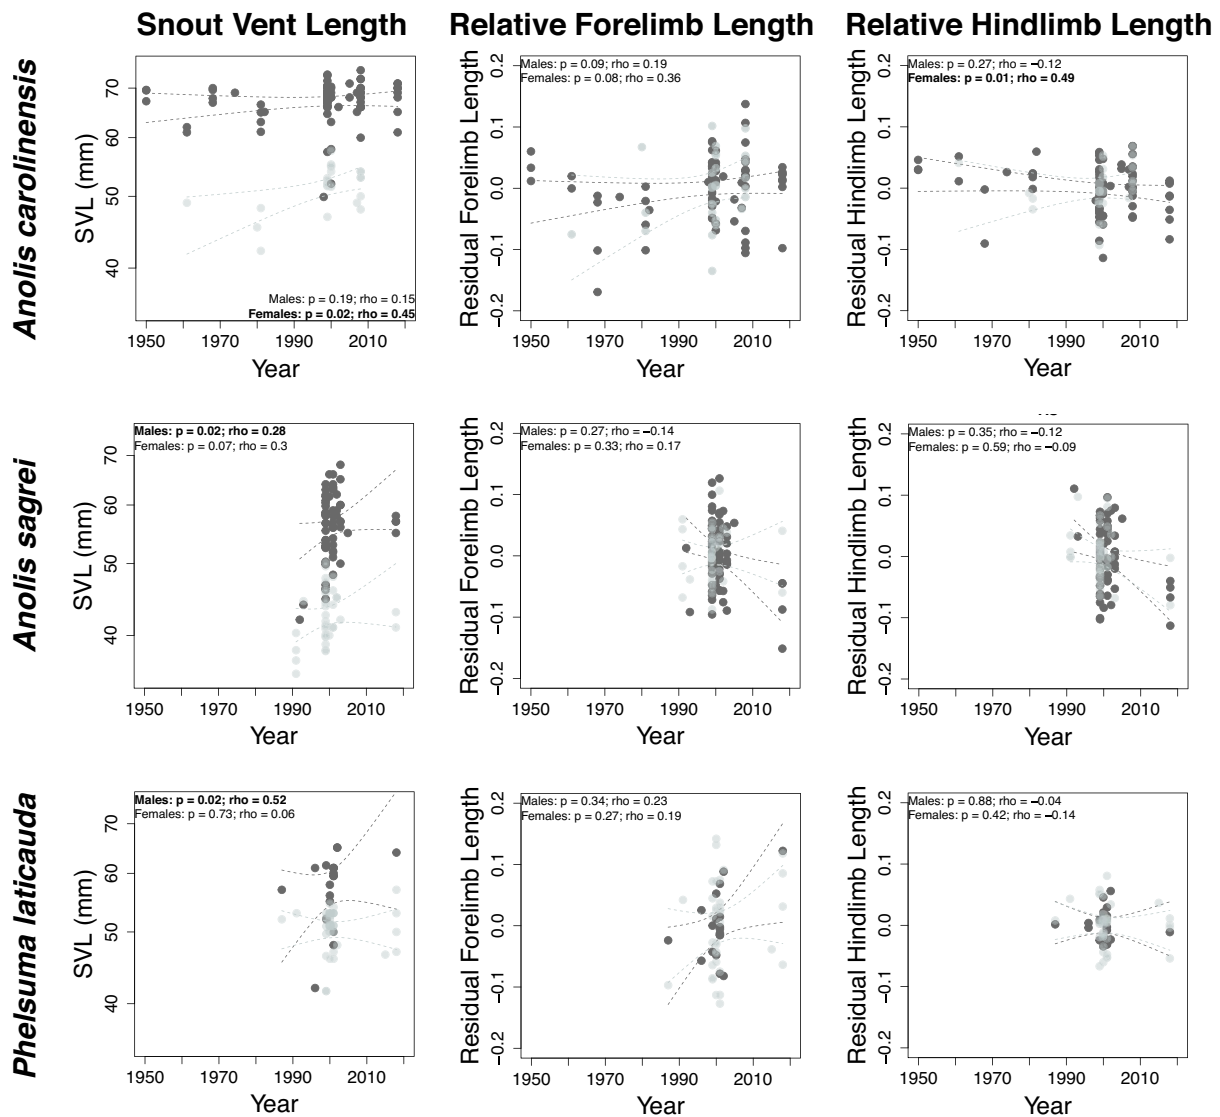 Snout Vent Length
Relative Forelimb Length
Relative Hindlimb Length
Anolis carolinensis
SVL (mm)
70
60
50
40
Males: p = 0.19; rho = 0.15
Females: p = 0.02; rho = 0.45
1950
1970
1990
2010
Year
Residual Forelimb Length
0.2
0.1
0.0
−0.1
−0.2
Males: p = 0.09; rho = 0.19
Females: p = 0.08; rho = 0.36
1950
1970
1990
2010
Year
Residual Hindlimb Length
0.2
0.1
0.0
−0.1
−0.2
Males: p = 0.27; rho = −0.12
Females: p = 0.01; rho = 0.49
1950
1970
1990
2010
Year
Anolis sagrei
SVL (mm)
70
60
50
40
Males: p = 0.02; rho = 0.28
Females: p = 0.07; rho = 0.3
1950
1970
1990
2010
Year
Residual Forelimb Length
0.2
0.1
0.0
−0.1
−0.2
Males: p = 0.27; rho = −0.14
Females: p = 0.33; rho = 0.17
1950
1970
1990
2010
Year
Residual Hindlimb Length
0.2
0.1
0.0
−0.1
−0.2
Males: p = 0.35; rho = −0.12
Females: p = 0.59; rho = −0.09
1950
1970
1990
2010
Year
Phelsuma laticauda
SVL (mm)
70
60
50
40
Males: p = 0.02; rho = 0.52
Females: p = 0.73; rho = 0.06
1950
1970
1990
2010
Year
Residual Forelimb Length
0.2
0.1
0.0
−0.1
−0.2
Males: p = 0.34; rho = 0.23
Females: p = 0.27; rho = 0.19
1950
1970
1990
2010
Year
Residual Hindlimb Length
0.2
0.1
0.0
−0.1
−0.2
Males: p = 0.88; rho = −0.04
Females: p = 0.42; rho = −0.14
1950
1970
1990
2010
Year